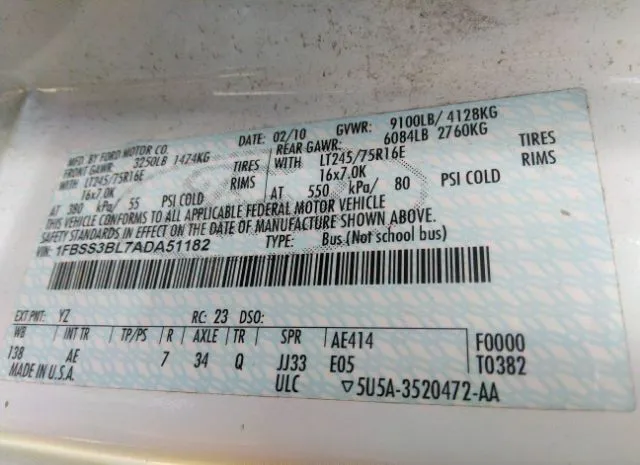 MFD. BY FORD MOTOR CO. DATE: 02/10 GVWR: 9100LB/ 4128KG
FRONT GAWR: 3250LB 1474KG REAR GAWR: 6084LB 2760KG
WITH LT245/75R16E TIRES WITH LT245/75R16E TIRES
16x7.0K RIMS 16x7.0K RIMS
AT 380 kPa/ 55 PSI COLD AT 550 kPa/ 80 PSI COLD
THIS VEHICLE CONFORMS TO ALL APPLICABLE FEDERAL MOTOR VEHICLE
SAFETY STANDARDS IN EFFECT ON THE DATE OF MANUFACTURE SHOWN ABOVE.
VIN: 1FBSS3BL7ADA51182 TYPE: Bus (Not school bus)
EXT PNT: YZ RC: 23 DSO:
WB INT TR TP/PS R AXLE TR SPR AE414 F0000
138 AE 7 34 Q JJ33 E05 T0382
MADE IN U.S.A. ULC ▽5U5A-3520472-AA